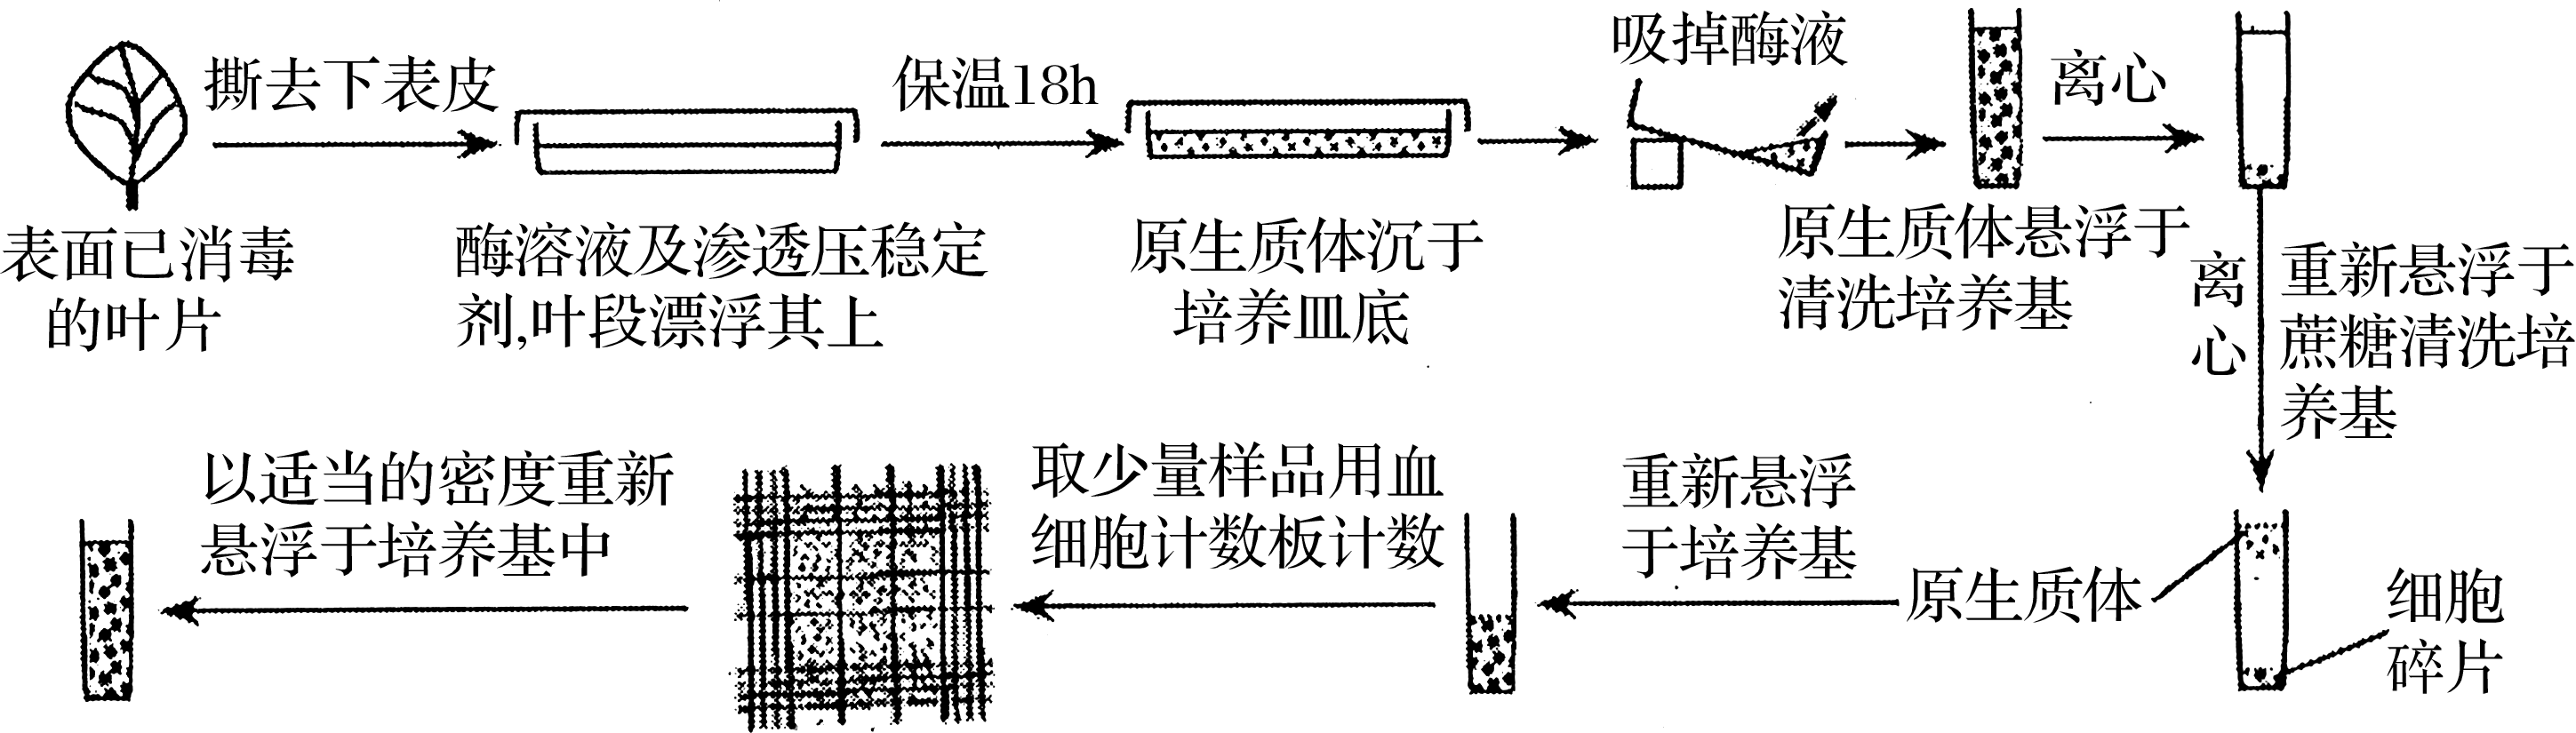 撕去下表皮
保温18h
吸掉酶液
离心
表面已消毒
的叶片
酶溶液及渗透压稳定
剂,叶段漂浮其上
原生质体沉于
培养皿底
原生质体悬浮于
清洗培养基
离心
重新悬浮于
蔗糖清洗培
养基
以适当的密度重新
悬浮于培养基中
取少量样品用血
细胞计数板计数
重新悬浮
于培养基
原生质体
细胞
碎片